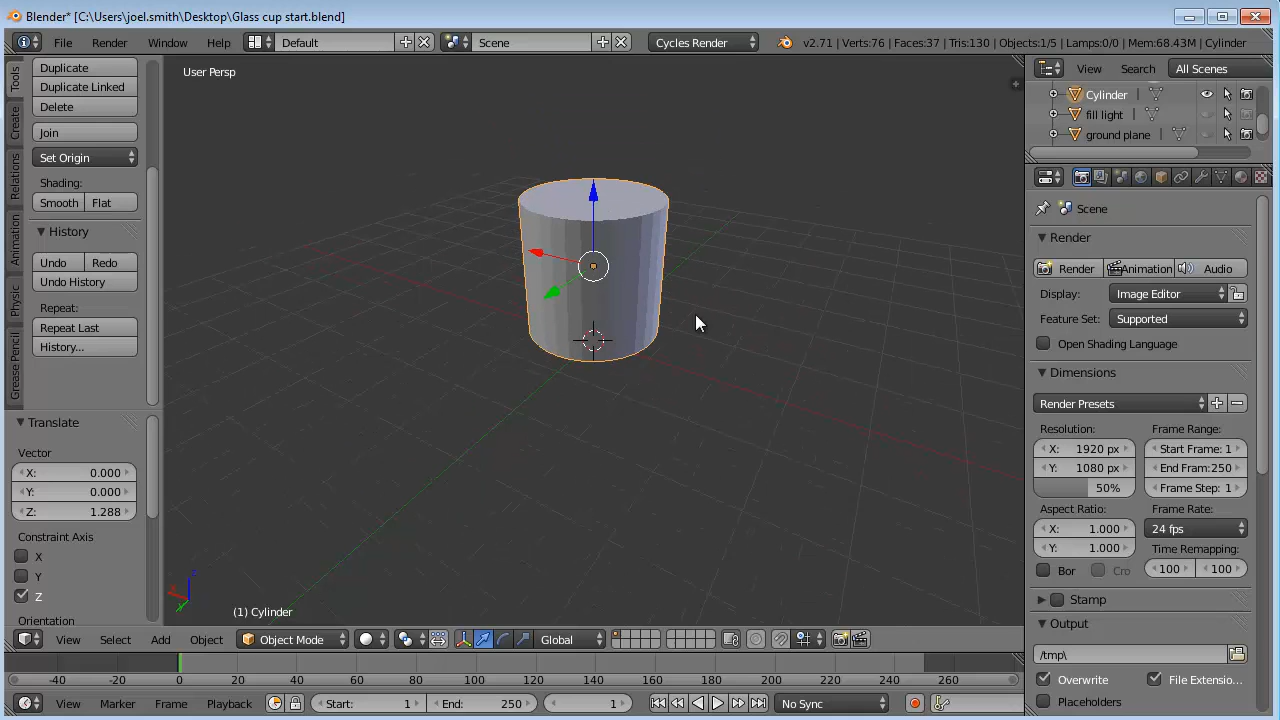 Blender* [C:\Users\joel.smith\Desktop\Glass cup start.blend]
File Render Window Help Default Scene Cycles Render v2.71 | Verts:76 | Faces:37 | Tris:130 | Objects:1/5 | Lamps:0/0 | Mem:68.43M | Cylinder
Tools
Create
Relations
Animation
Physic
Grease Pencil
Duplicate
Duplicate Linked
Delete
Join
Set Origin
Shading:
Smooth Flat
History
Undo Redo
Undo History
Repeat:
Repeat Last
History...
Translate
Vector
X: 0.000
Y: 0.000
Z: 1.288
Constraint Axis
X
Y
Z
Orientation
User Persp
(1) Cylinder
View Search All Scenes
Cylinder
fill light
ground plane
Scene
Render
Render Animation Audio
Display: Image Editor
Feature Set: Supported
Open Shading Language
Dimensions
Render Presets
Resolution: Frame Range:
X: 1920 px Start Frame: 1
Y: 1080 px End Fram:250
50% Frame Step: 1
Aspect Ratio: Frame Rate:
X: 1.000 24 fps
Y: 1.000 Time Remapping:
Bor Cro 100 100
Stamp
Output
/tmp\
Overwrite File Extensio...
Placeholders
View Select Add Object Object Mode Global
-40 -20 0 20 40 60 80 100 120 140 160 180 200 220 240 260
View Marker Frame Playback Start: 1 End: 250 1 No Sync